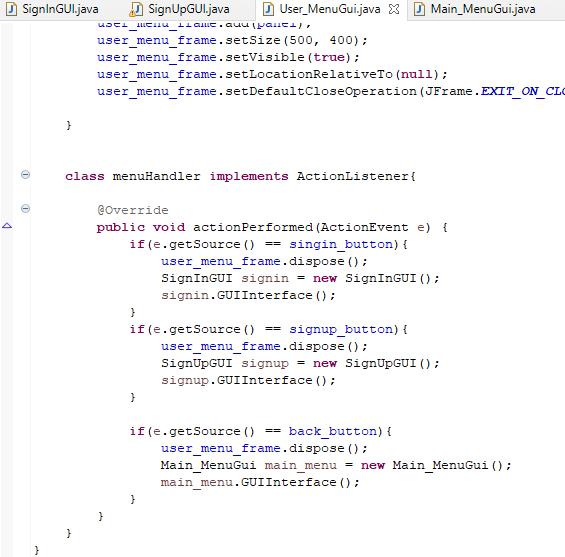 SignInGUI.java SignUpGUI.java User_MenuGui.java Main_MenuGui.java
user_menu_frame.add(panel);
user_menu_frame.setSize(500, 400);
user_menu_frame.setVisible(true);
user_menu_frame.setLocationRelativeTo(null);
user_menu_frame.setDefaultCloseOperation(JFrame.EXIT_ON_CLO
}
class menuHandler implements ActionListener{
@Override
public void actionPerformed(ActionEvent e) {
if(e.getSource() == singin_button){
user_menu_frame.dispose();
SignInGUI signin = new SignInGUI();
signin.GUIInterface();
}
if(e.getSource() == signup_button){
user_menu_frame.dispose();
SignUpGUI signup = new SignUpGUI();
signup.GUIInterface();
}
if(e.getSource() == back_button){
user_menu_frame.dispose();
Main_MenuGui main_menu = new Main_MenuGui();
main_menu.GUIInterface();
}
}
}
}